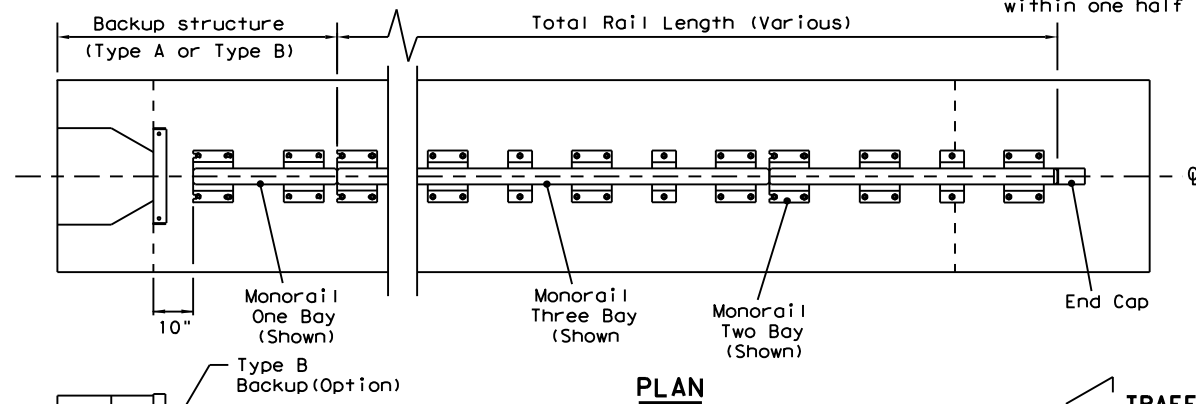 within one half
Backup structure
(Type A or Type B)
Total Rail Length (Various)
℄
10"
Monorail
One Bay
(Shown)
Monorail
Three Bay
(Shown
Monorail
Two Bay
(Shown)
End Cap
Type B
Backup(Option)
PLAN